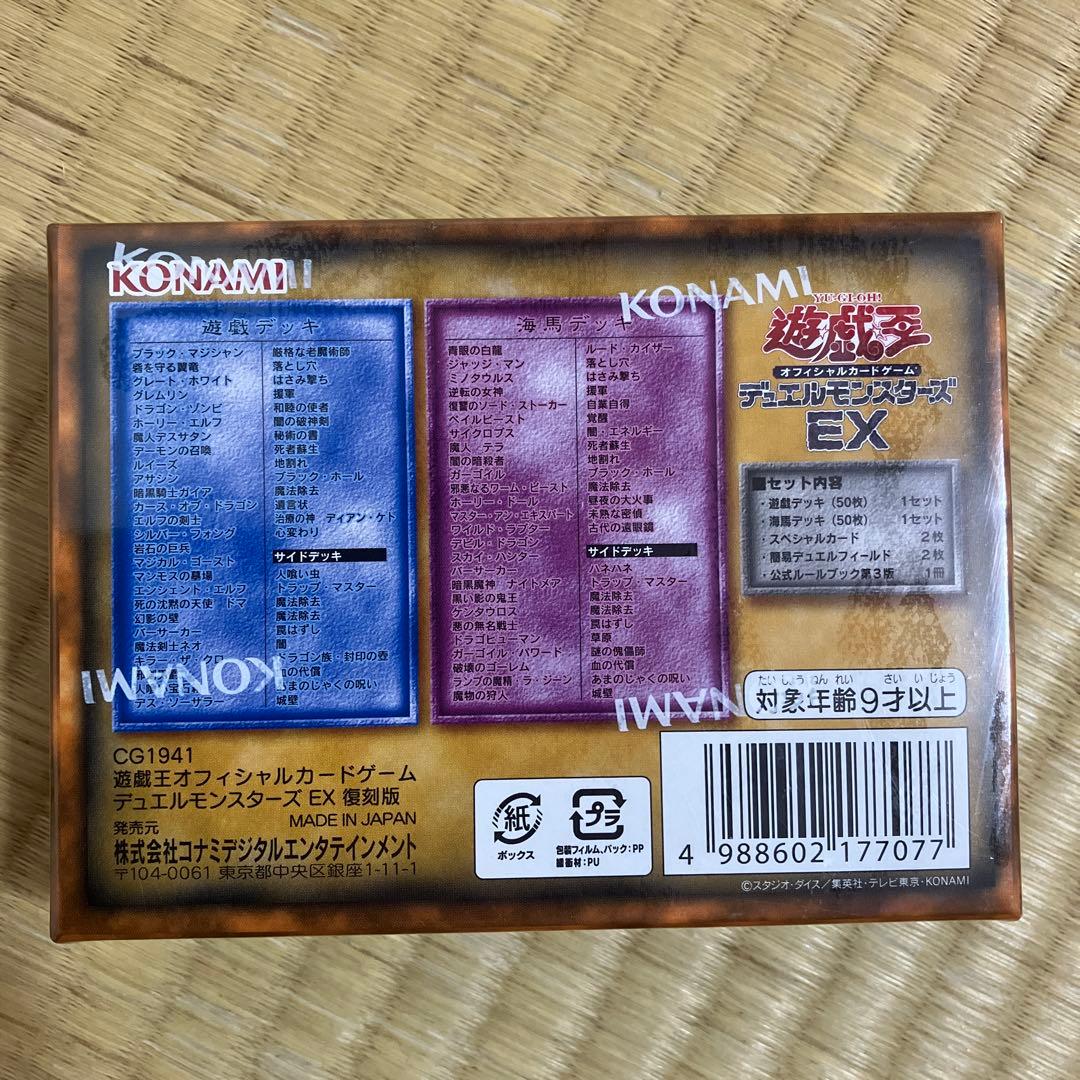 KONAMI
KONAMI
遊戯デッキ
ブラック・マジシャン
砦を守る翼竜
グレート・ホワイト
グレムリン
ドラゴン・ゾンビ
ホーリー・エルフ
魔人デスサタン
デーモンの召喚
ルイーズ
アサシン
暗黒騎士ガイア
カース・オブ・ドラゴン
エルフの剣士
シルバー・フォング
岩石の巨兵
マジカル・ゴースト
マンモスの墓場
エンシェント・エルフ
死の沈黙の天使 ドマ
幻影の壁
バーサーカー
魔法剣士ネオ
デス・ソーサラー
厳格な老魔術師
落とし穴
はさみ撃ち
援軍
和睦の使者
闇の破神剣
秘術の書
死者蘇生
地割れ
ブラック・ホール
魔法除去
遺言状
治療の神 ディアン・ケト
心変わり
サイドデッキ
人喰い虫
トラップ・マスター
魔法除去
魔法除去
罠はずし
闇
ドラゴン族・封印の壺
血の代償
あまのじゃくの呪い
城壁
KONAMI
海馬デッキ
KONAMI
青眼の白龍
ジャッジ・マン
ミノタウルス
逆転の女神
復讐のソード・ストーカー
ベイルビースト
サイクロプス
魔人 テラ
闇の暗殺者
ガーゴイル
邪悪なるワーム・ビースト
ホーリー・ドール
マスター・アン・エキスパート
ワイルド・ラプター
デビル・ドラゴン
スカイ・ハンター
バーサーカー
暗黒魔神 ナイトメア
黒い影の鬼王
ケンタウロス
悪の無名戦士
ドラゴヒューマン
ガーゴイル・パワード
破壊のゴーレム
ランプの魔精・ラ・ジーン
魔物の狩人
ルード・カイザー
落とし穴
はさみ撃ち
援軍
自業自得
覚醒
闇・エネルギー
死者蘇生
地割れ
ブラック・ホール
魔法除去
昼夜の大火事
未熟な密偵
古代の遠眼鏡
サイドデッキ
ハネハネ
トラップ・マスター
魔法除去
魔法除去
罠はずし
草原
謎の傀儡師
血の代償
あまのじゃくの呪い
城壁
KONAMI
YU-GI-OH!
遊戯王
オフィシャルカードゲーム
デュエルモンスターズ
EX
■セット内容
・遊戯デッキ（50枚） 1セット
・海馬デッキ（50枚） 1セット
・スペシャルカード 2枚
・簡易デュエルフィールド 2枚
・公式ルールブック第3版 1冊
たいしょうねんれい さいいじょう
対象年齢9才以上
CG1941
遊戯王オフィシャルカードゲーム
デュエルモンスターズ EX 復刻版
MADE IN JAPAN
発売元
株式会社コナミデジタルエンタテインメント
〒104-0061 東京都中央区銀座1-11-1
紙
ボックス
プラ
包装フィルム、パック：PP
緩衝材：PU
4 988602 177077
©スタジオ・ダイス／集英社・テレビ東京・KONAMI